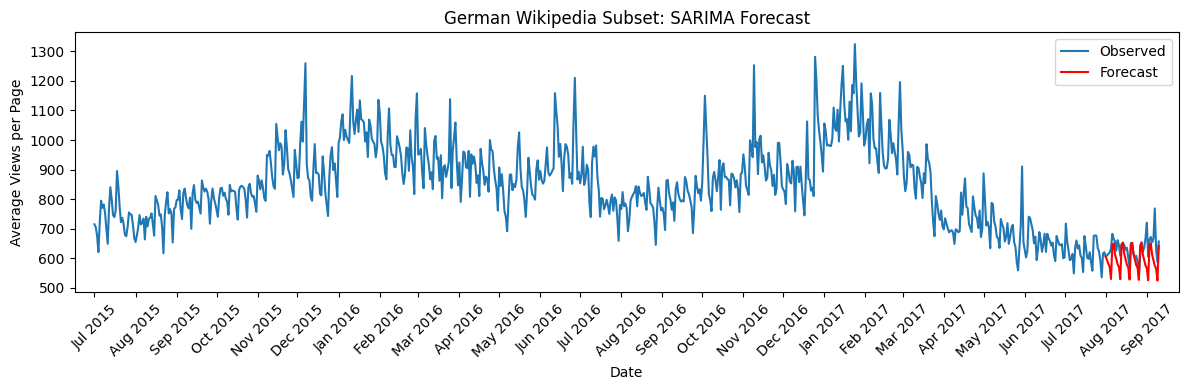 German Wikipedia Subset: SARIMA Forecast
Average Views per Page
1300
1200
1100
1000
900
800
700
600
500
Observed
Forecast
Jul 2015
Aug 2015
Sep 2015
Oct 2015
Nov 2015
Dec 2015
Jan 2016
Feb 2016
Mar 2016
Apr 2016
May 2016
Jun 2016
Jul 2016
Aug 2016
Sep 2016
Oct 2016
Nov 2016
Dec 2016
Jan 2017
Feb 2017
Mar 2017
Apr 2017
May 2017
Jun 2017
Jul 2017
Aug 2017
Sep 2017
Date